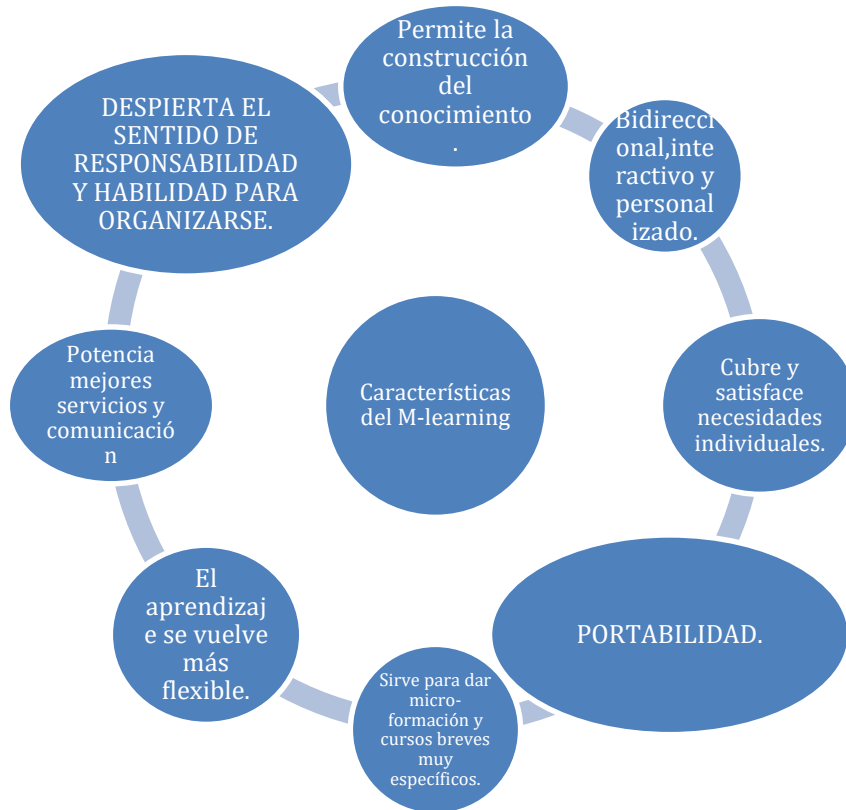 Permite la
construcción
del
conocimiento
.
Bidirecci
onal,inte
ractivo y
personal
izado.
Cubre y
satisface
necesidades
individuales.
PORTABILIDAD.
Sirve para dar
micro-
formación y
cursos breves
muy
específicos.
El
aprendizaj
e se vuelve
más
flexible.
Potencia
mejores
servicios y
comunicació
n
DESPIERTA EL
SENTIDO DE
RESPONSABILIDAD
Y HABILIDAD PARA
ORGANIZARSE.
Características
del M-learning